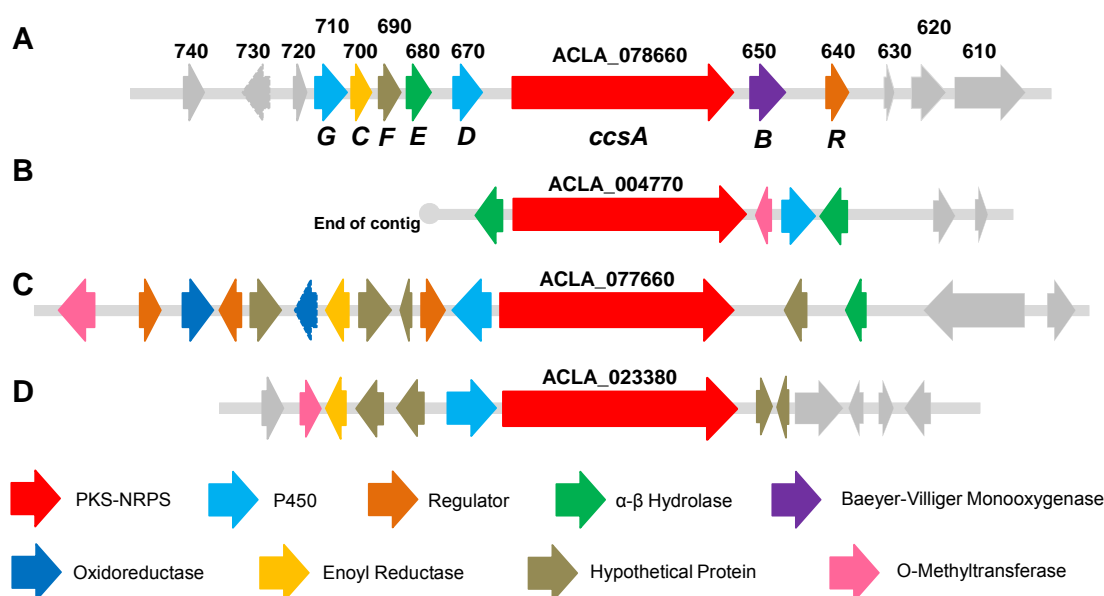 A
740 730 720 710 700 690 680 670 ACLA_078660 650 640 630 620 610
G C F E D ccsA B R
B
ACLA_004770
End of contig
C
ACLA_077660
D
ACLA_023380
PKS-NRPS P450 Regulator α-β Hydrolase Baeyer-Villiger Monooxygenase
Oxidoreductase Enoyl Reductase Hypothetical Protein O-Methyltransferase